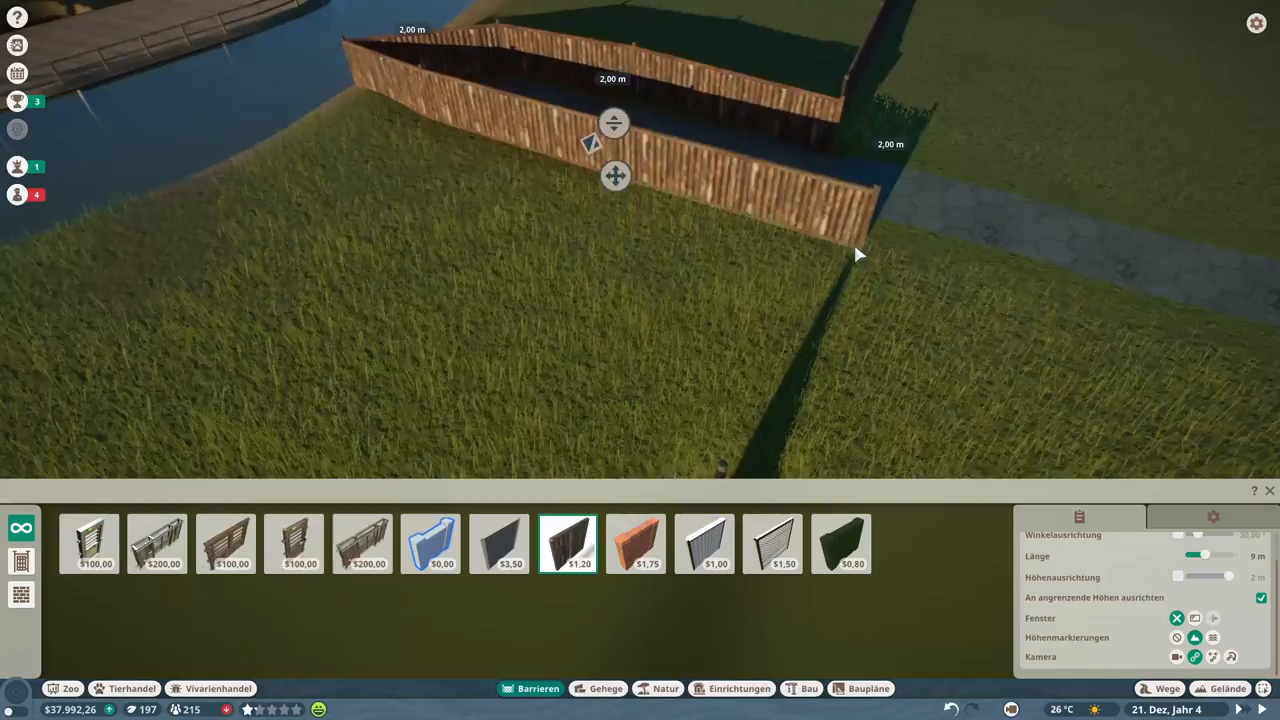 2,00 m
2,00 m
2,00 m
3
1
4
$100,00
$200,00
$100,00
$100,00
$200,00
$0,00
$3,50
$1,20
$1,75
$1,00
$1,50
$0,80
Winkelausrichtung 30,00 °
Länge 9 m
Höhenausrichtung 2 m
An angrenzende Höhen ausrichten
Fenster
Höhenmarkierungen
Kamera
Zoo Tierhandel Vivarienhandel Barrieren Gehege Natur Einrichtungen Bau Baupläne Wege Gelände
$37.992,26 197 215 26 °C 21. Dez, Jahr 4